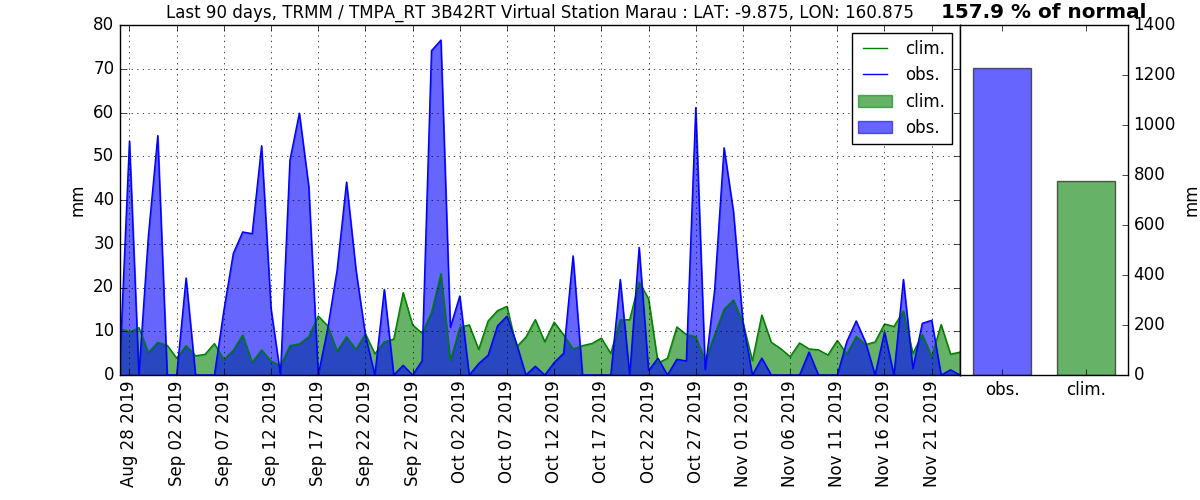 Last 90 days, TRMM / TMPA_RT 3B42RT Virtual Station Marau : LAT: -9.875, LON: 160.875
157.9 % of normal
80
70
60
50
40
30
20
10
0
mm
clim.
obs.
clim.
obs.
1400
1200
1000
800
600
400
200
0
mm
obs.
clim.
Aug 28 2019
Sep 02 2019
Sep 07 2019
Sep 12 2019
Sep 17 2019
Sep 22 2019
Sep 27 2019
Oct 02 2019
Oct 07 2019
Oct 12 2019
Oct 17 2019
Oct 22 2019
Oct 27 2019
Nov 01 2019
Nov 06 2019
Nov 11 2019
Nov 16 2019
Nov 21 2019